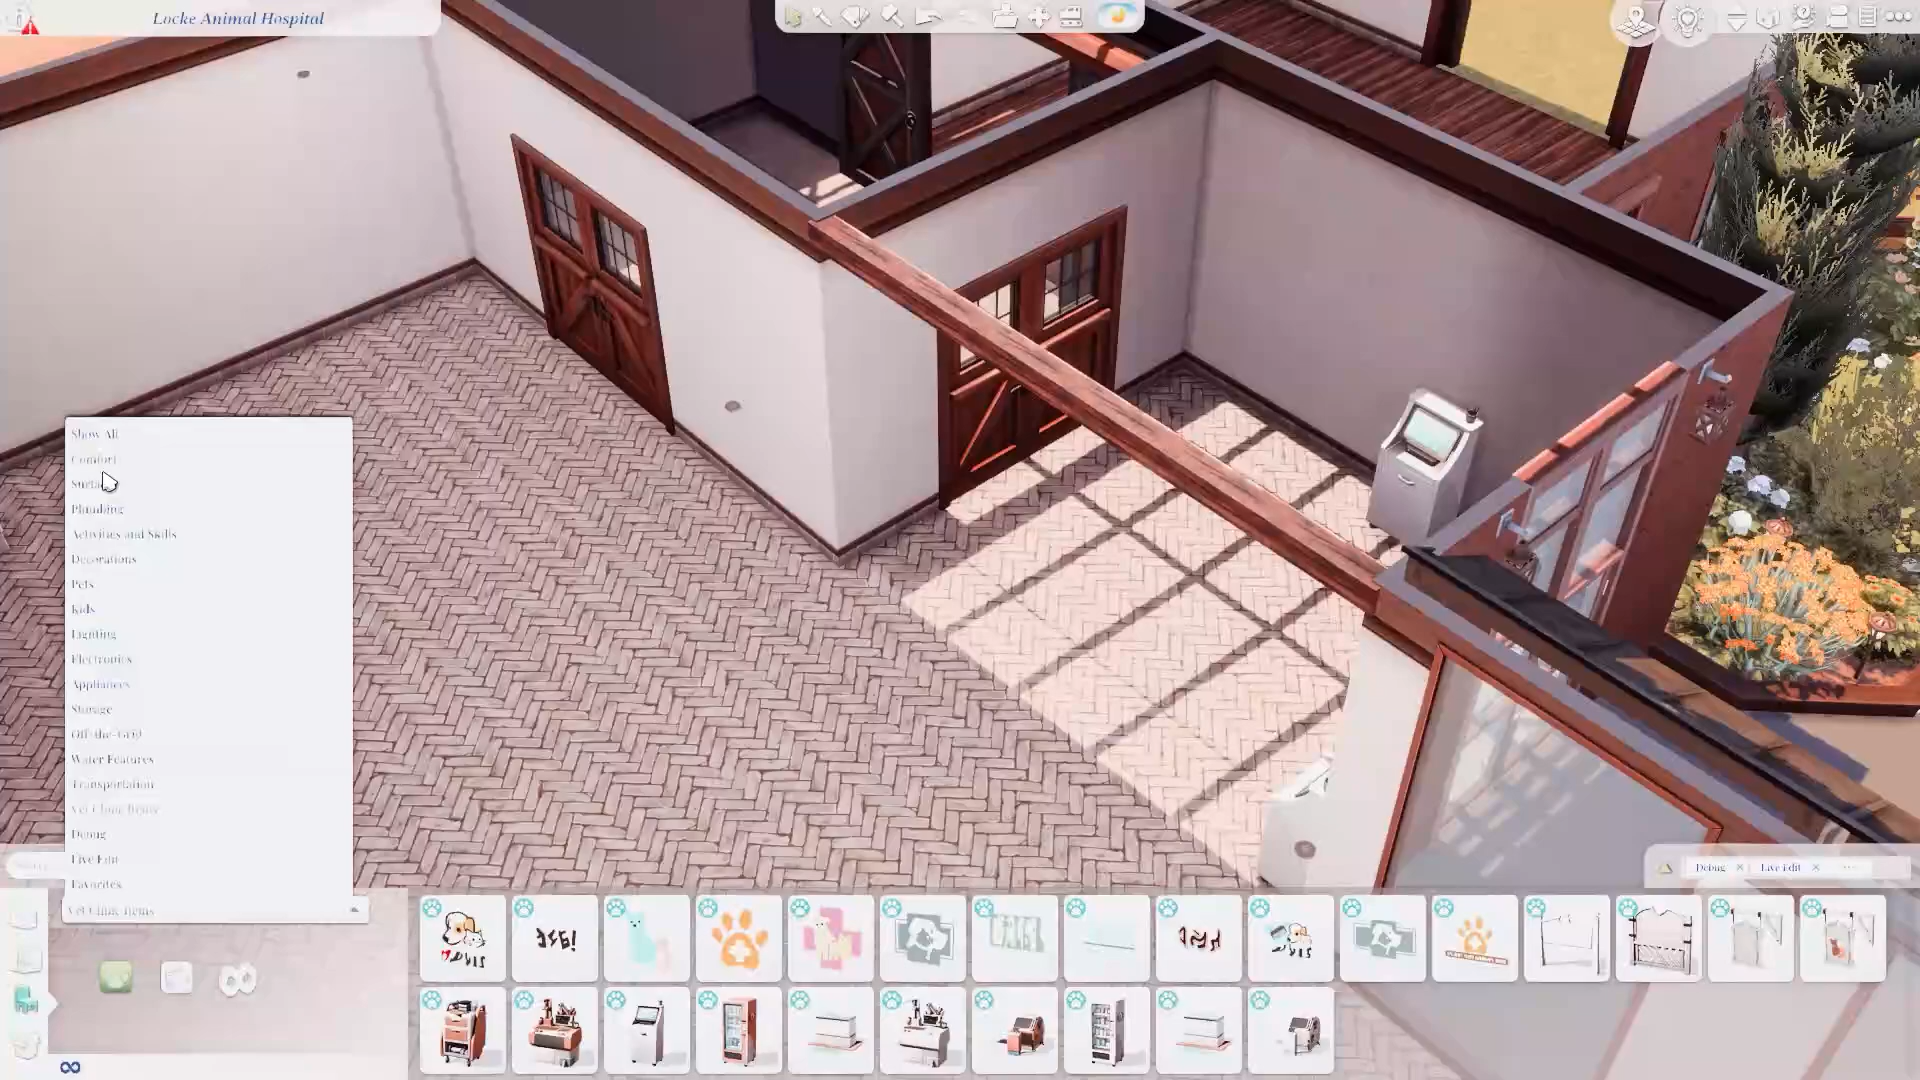 Locke Animal Hospital
Show All
Comfort
Plumbing
Activities and Skills
Decorations
Pets
Kids
Lighting
Electronics
Appliances
Storage
Off-the-Grid
Water Features
Transportation
Vet Clinic Items
Debug
Live Edit
Favorites
Vet Clinic Items
Debug
Live Edit